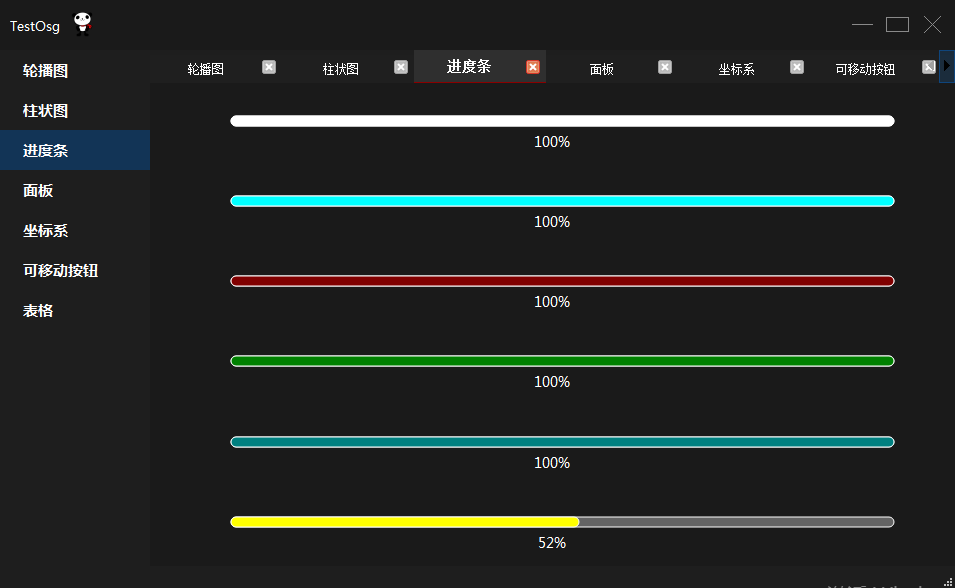 TestOsg
轮播图 柱状图 进度条 面板 坐标系 可移动按钮
轮播图
柱状图
进度条
面板
坐标系
可移动按钮
表格
100%
100%
100%
100%
100%
52%